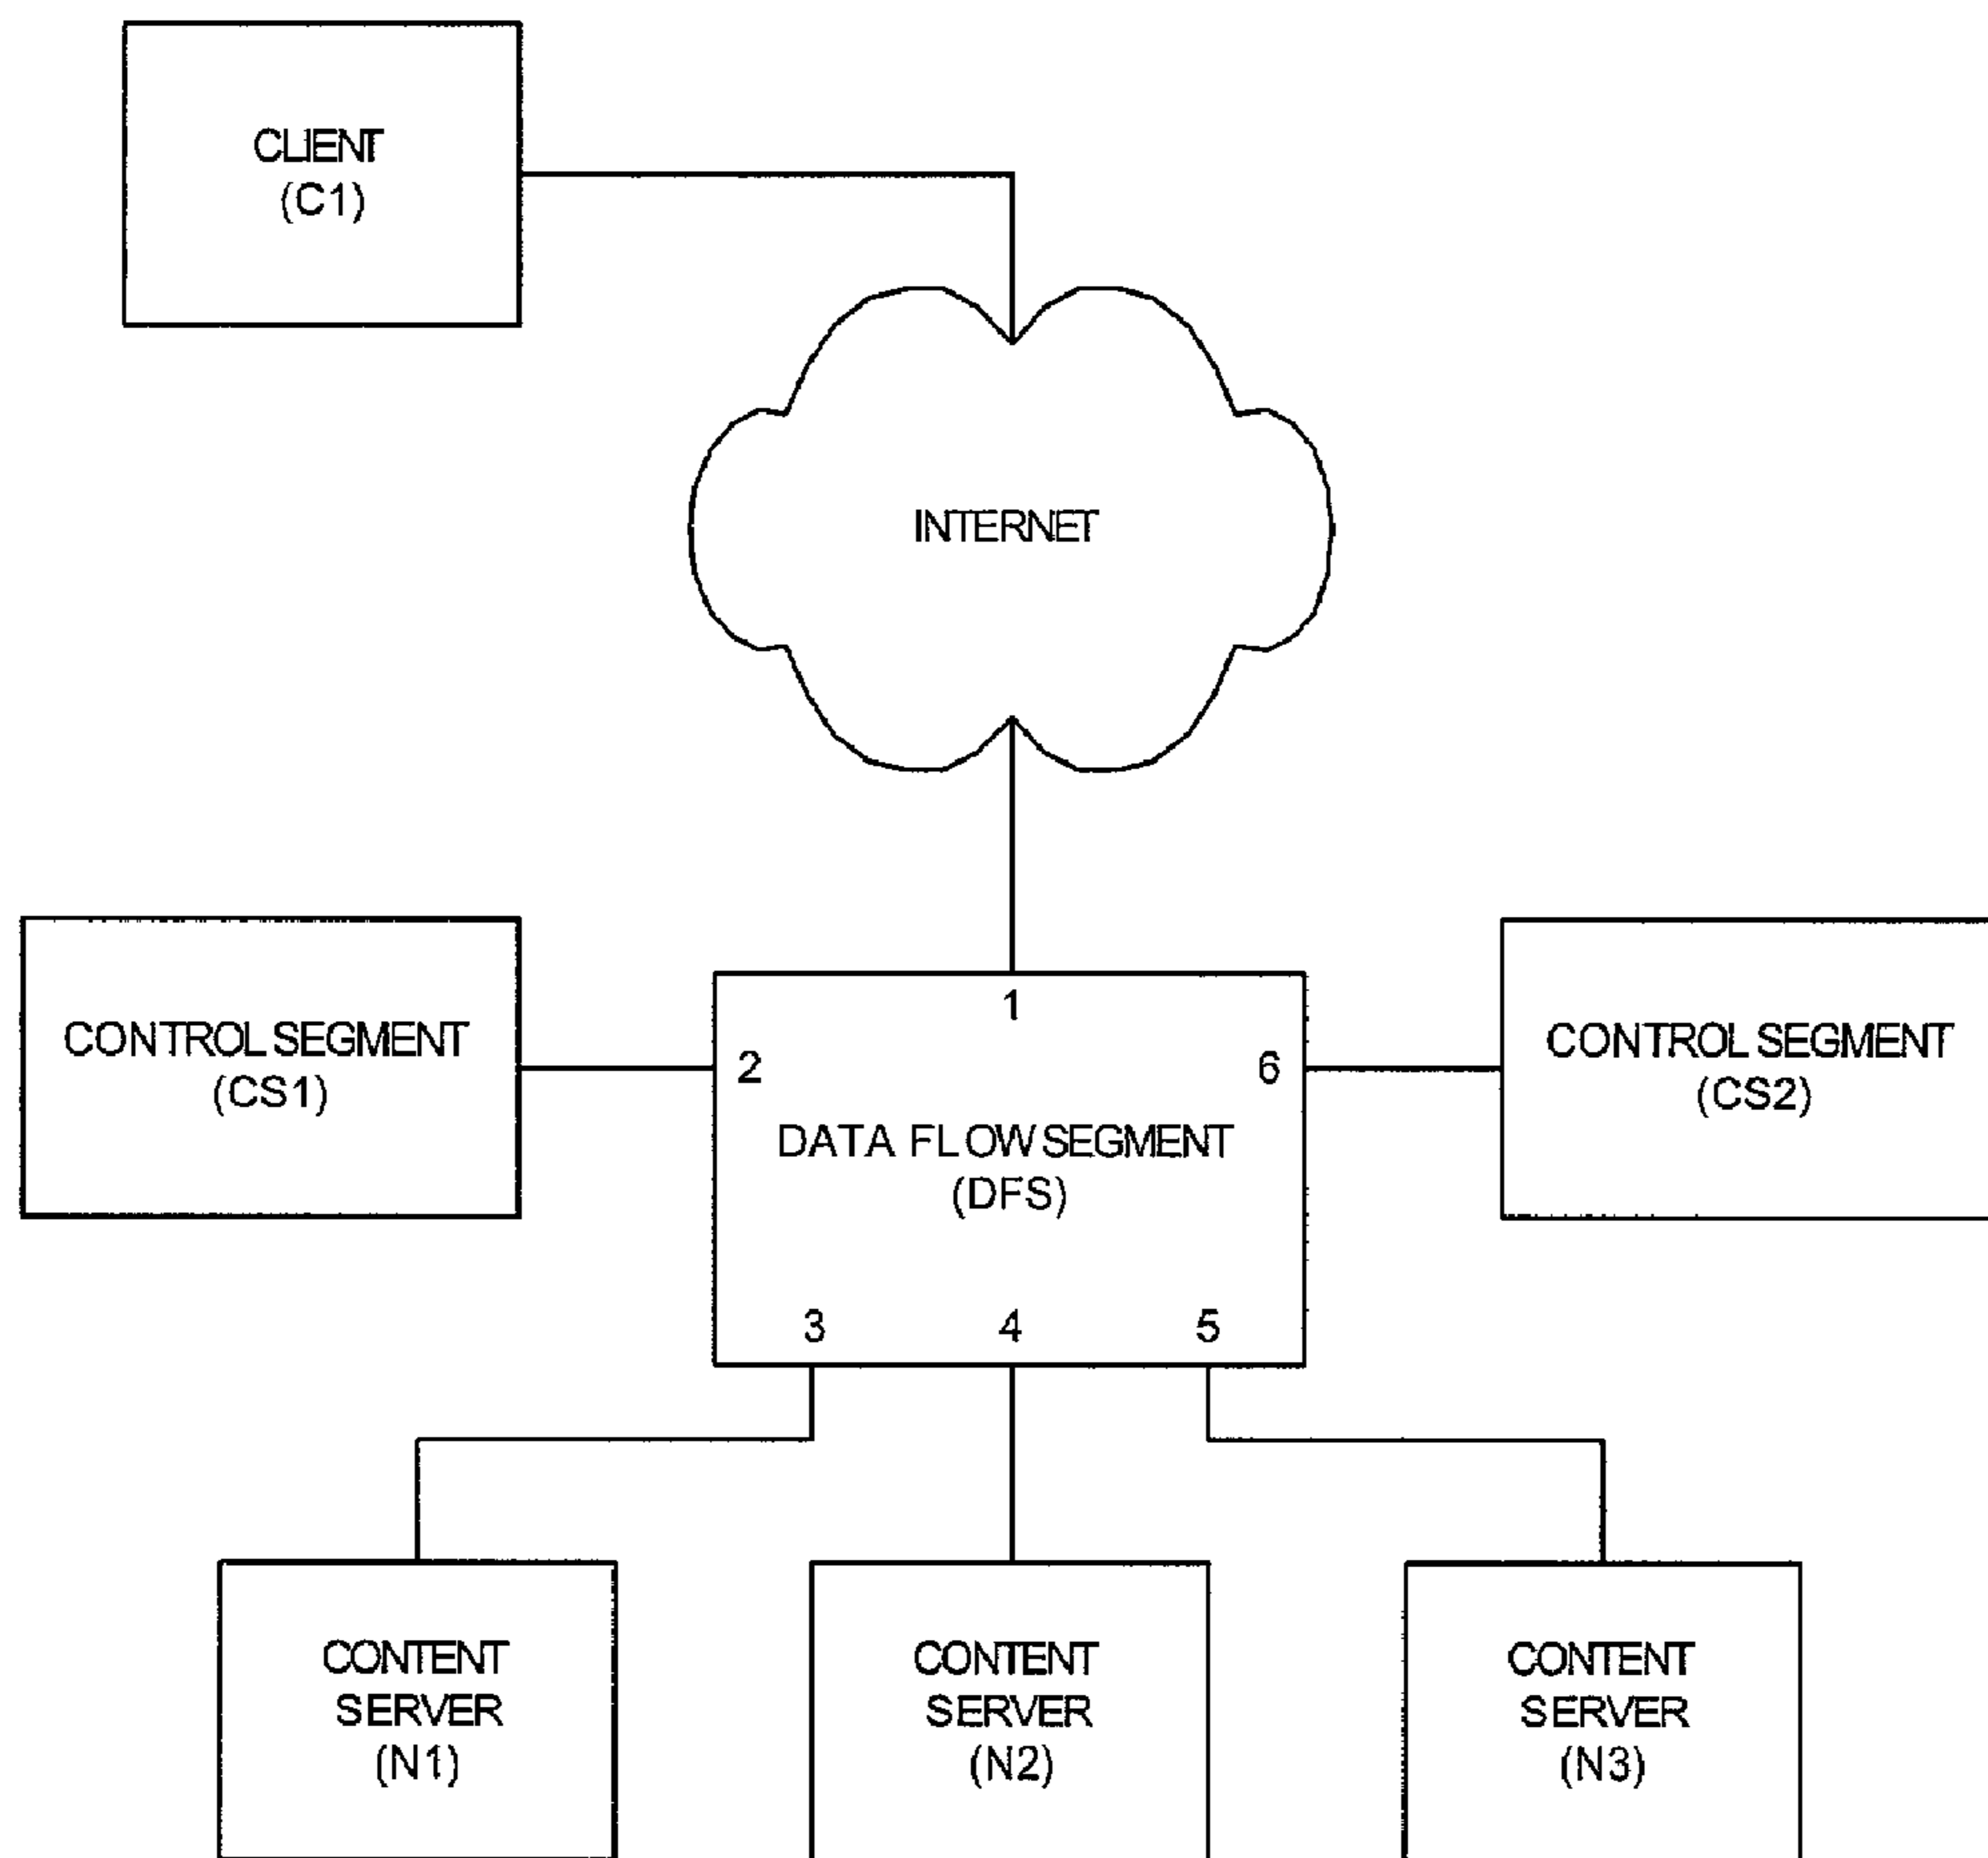 CLIENT
(C1)
INTERNET
CONTROL SEGMENT
(CS1)
1
2
6
DATA FLOW SEGMENT
(DFS)
3
4
5
CONTROL SEGMENT
(CS2)
CONTENT
SERVER
(N1)
CONTENT
SERVER
(N2)
CONTENT
SERVER
(N3)